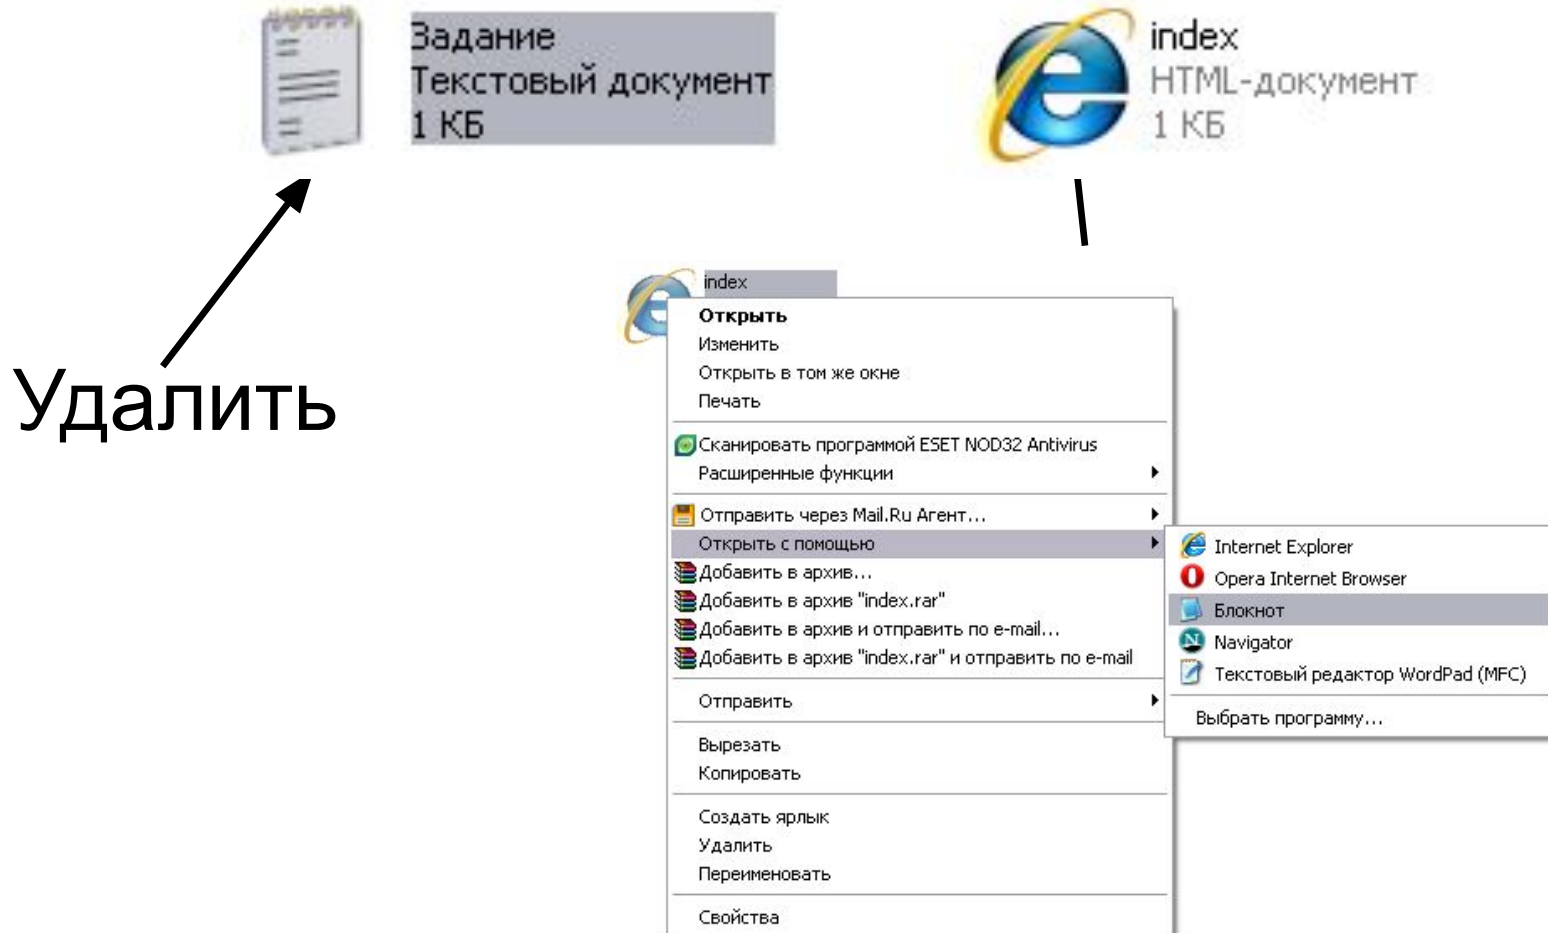 Задание
Текстовый документ
1 КБ
index
HTML-документ
1 КБ
Удалить
index
Открыть
Изменить
Открыть в том же окне
Печать
Сканировать программой ESET NOD32 Antivirus
Расширенные функции
Отправить через Mail.Ru Агент...
Открыть с помощью
Добавить в архив...
Добавить в архив "index.rar"
Добавить в архив и отправить по e-mail...
Добавить в архив "index.rar" и отправить по e-mail
Отправить
Вырезать
Копировать
Создать ярлык
Удалить
Переименовать
Свойства
Internet Explorer
Opera Internet Browser
Блокнот
Navigator
Текстовый редактор WordPad (MFC)
Выбрать программу...